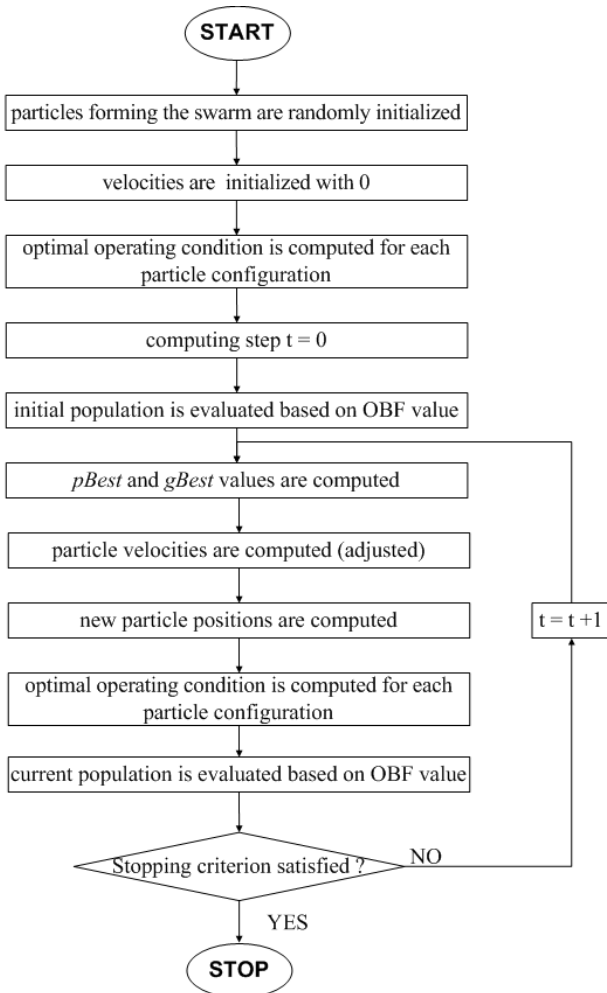 START
particles forming the swarm are randomly initialized
velocities are initialized with 0
optimal operating condition is computed for each
particle configuration
computing step t = 0
initial population is evaluated based on OBF value
pBest and gBest values are computed
particle velocities are computed (adjusted)
new particle positions are computed
t = t +1
optimal operating condition is computed for each
particle configuration
current population is evaluated based on OBF value
Stopping criterion satisfied ?
NO
YES
STOP